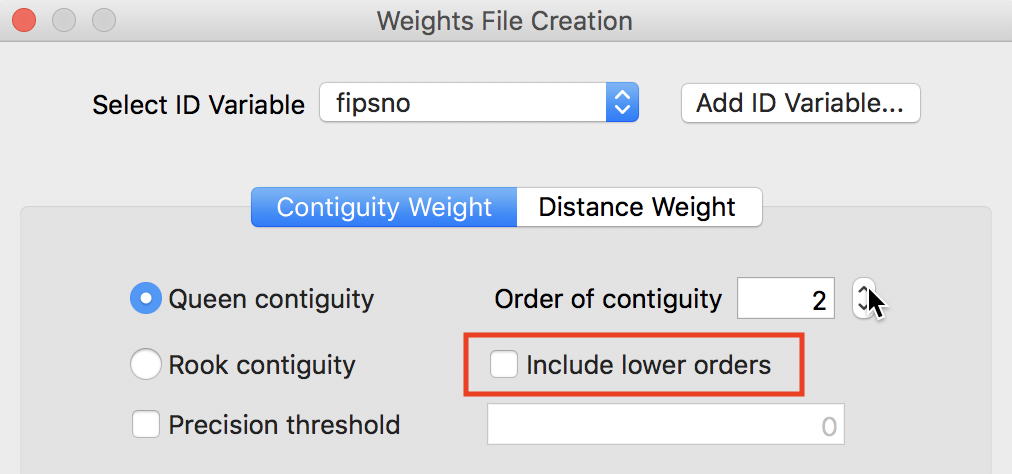 Weights File Creation
Select ID Variable fipsno Add ID Variable...
Contiguity Weight Distance Weight
Queen contiguity Order of contiguity 2
Rook contiguity Include lower orders
Precision threshold 0